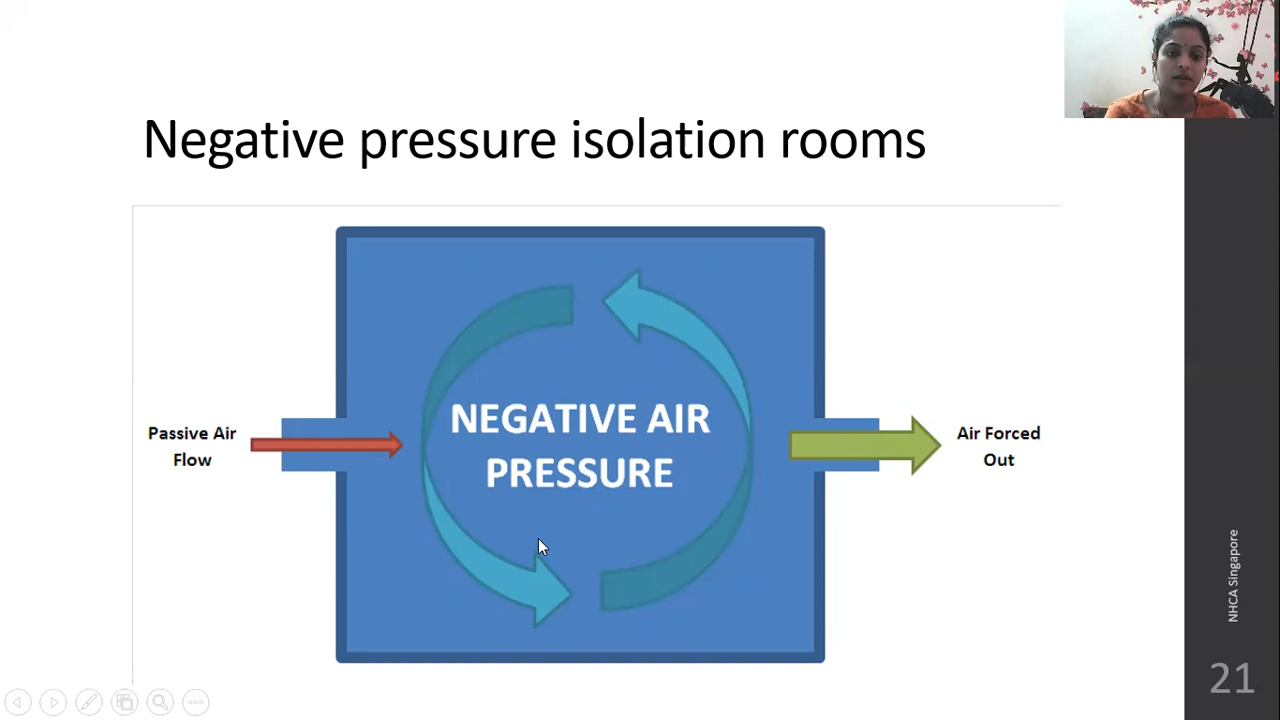 Negative pressure isolation rooms
Passive Air
Flow
NEGATIVE AIR
PRESSURE
Air Forced
Out
NHCA Singapore
21